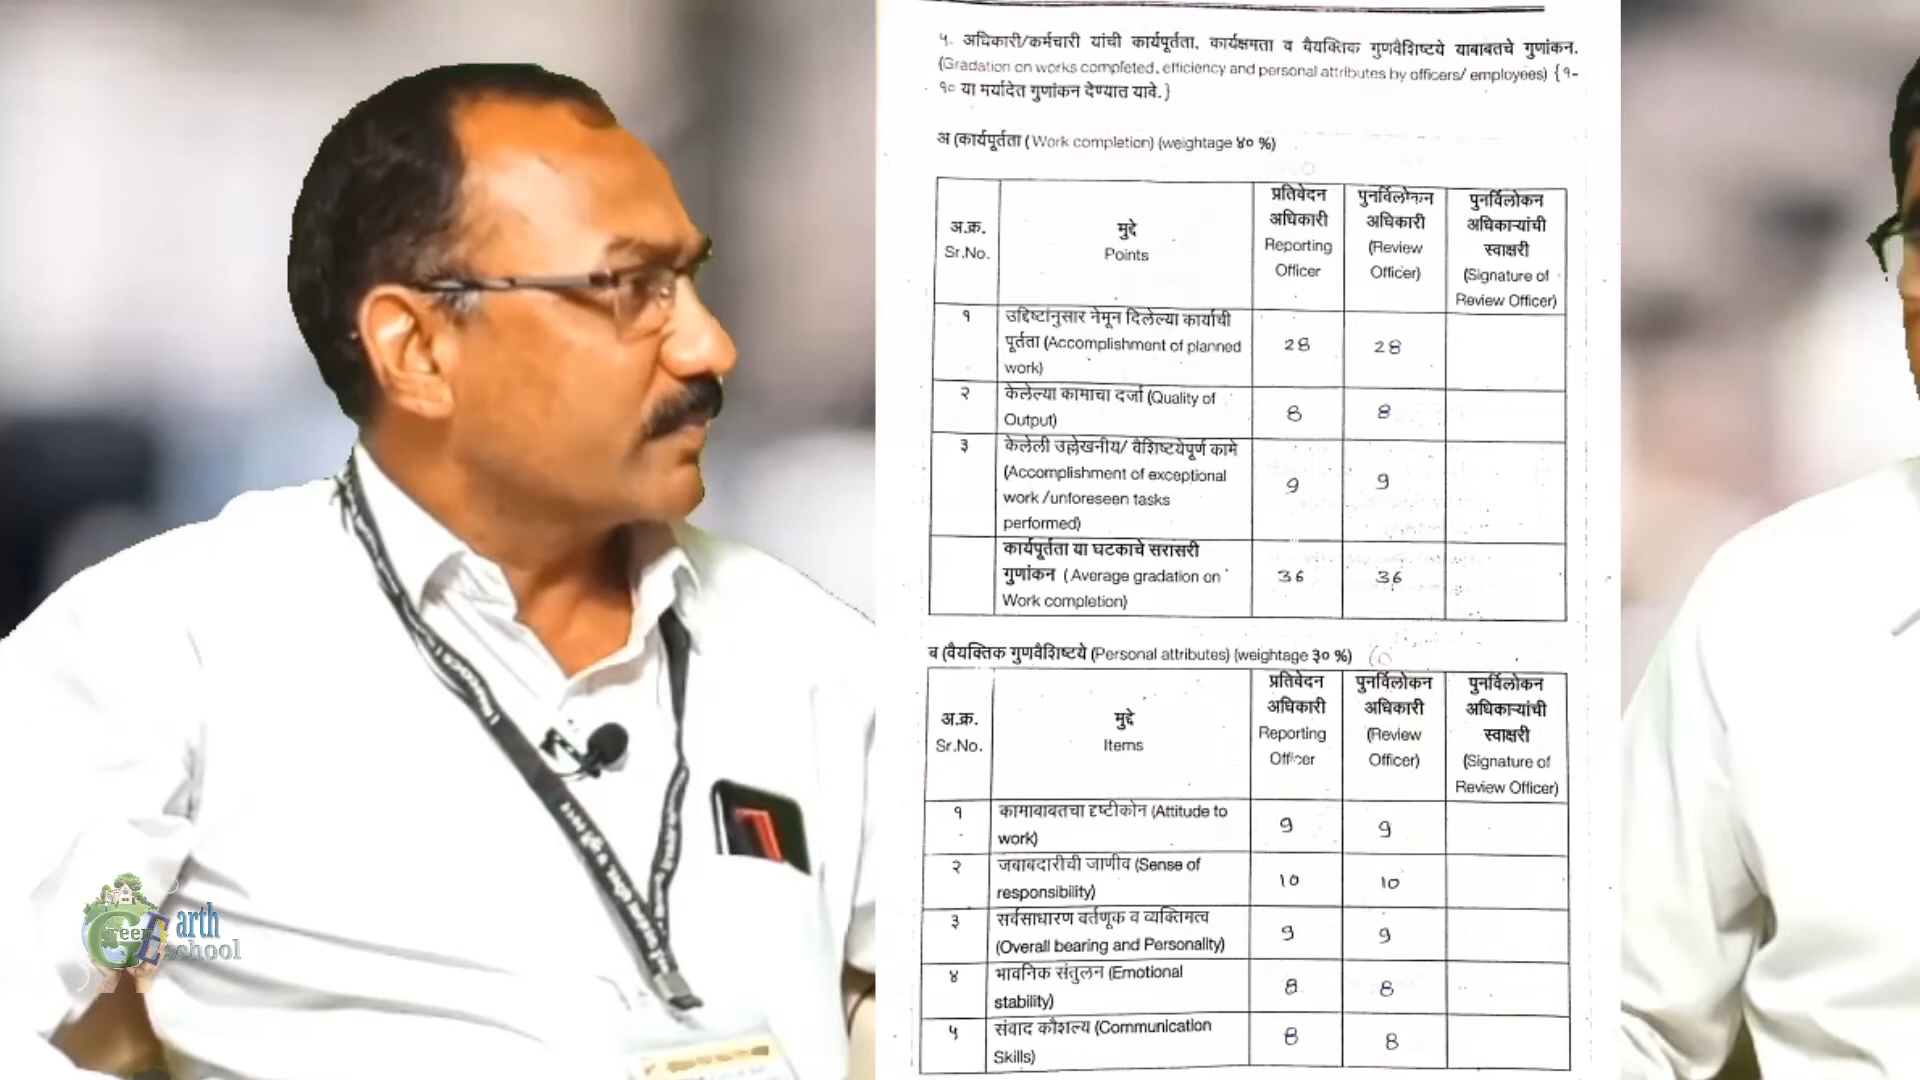 ५. अधिकारी/कर्मचारी यांची कार्यपूर्तता, कार्यक्षमता व वैयक्तिक गुणवैशिष्टये याबाबतचे गुणांकन.
(Gradation on works completed, efficiency and personal attributes by officers/ employees) {१-
१० या मर्यादेत गुणांकन देण्यात यावे.}
अ (कार्यपूर्तता ( Work completion) (weightage ४० %)
अ.क्र.
Sr.No.
मुद्दे
Points
प्रतिवेदन
अधिकारी
Reporting
Officer
पुनर्विलोकन
अधिकारी
(Review
Officer)
पुनर्विलोकन
अधिकाऱ्यांची
स्वाक्षरी
(Signature of
Review Officer)
१
उद्दिष्टांनुसार नेमून दिलेल्या कार्याची
पूर्तता (Accomplishment of planned
work)
28
28
२
केलेल्या कामाचा दर्जा (Quality of
Output)
8
8
३
केलेली उल्लेखनीय/ वैशिष्टयेपूर्ण कामे
(Accomplishment of exceptional
work /unforeseen tasks
performed)
9
9
कार्यपूर्तता या घटकाचे सरासरी
गुणांकन ( Average gradation on
Work completion)
36
36
ब (वैयक्तिक गुणवैशिष्टये (Personal attributes) (weightage ३० %)
अ.क्र.
Sr.No.
मुद्दे
Items
प्रतिवेदन
अधिकारी
Reporting
Officer
पुनर्विलोकन
अधिकारी
(Review
Officer)
पुनर्विलोकन
अधिकाऱ्यांची
स्वाक्षरी
(Signature of
Review Officer)
१
कामाबाबतचा दृष्टीकोन (Attitude to
work)
9
9
२
जबाबदारीची जाणीव (Sense of
responsibility)
10
10
३
सर्वसाधारण वर्तणूक व व्यक्तिमत्व
(Overall bearing and Personality)
9
9
४
भावनिक संतुलन (Emotional
stability)
8
8
५
संवाद कौशल्य (Communication
Skills)
8
8
Green Earth
School